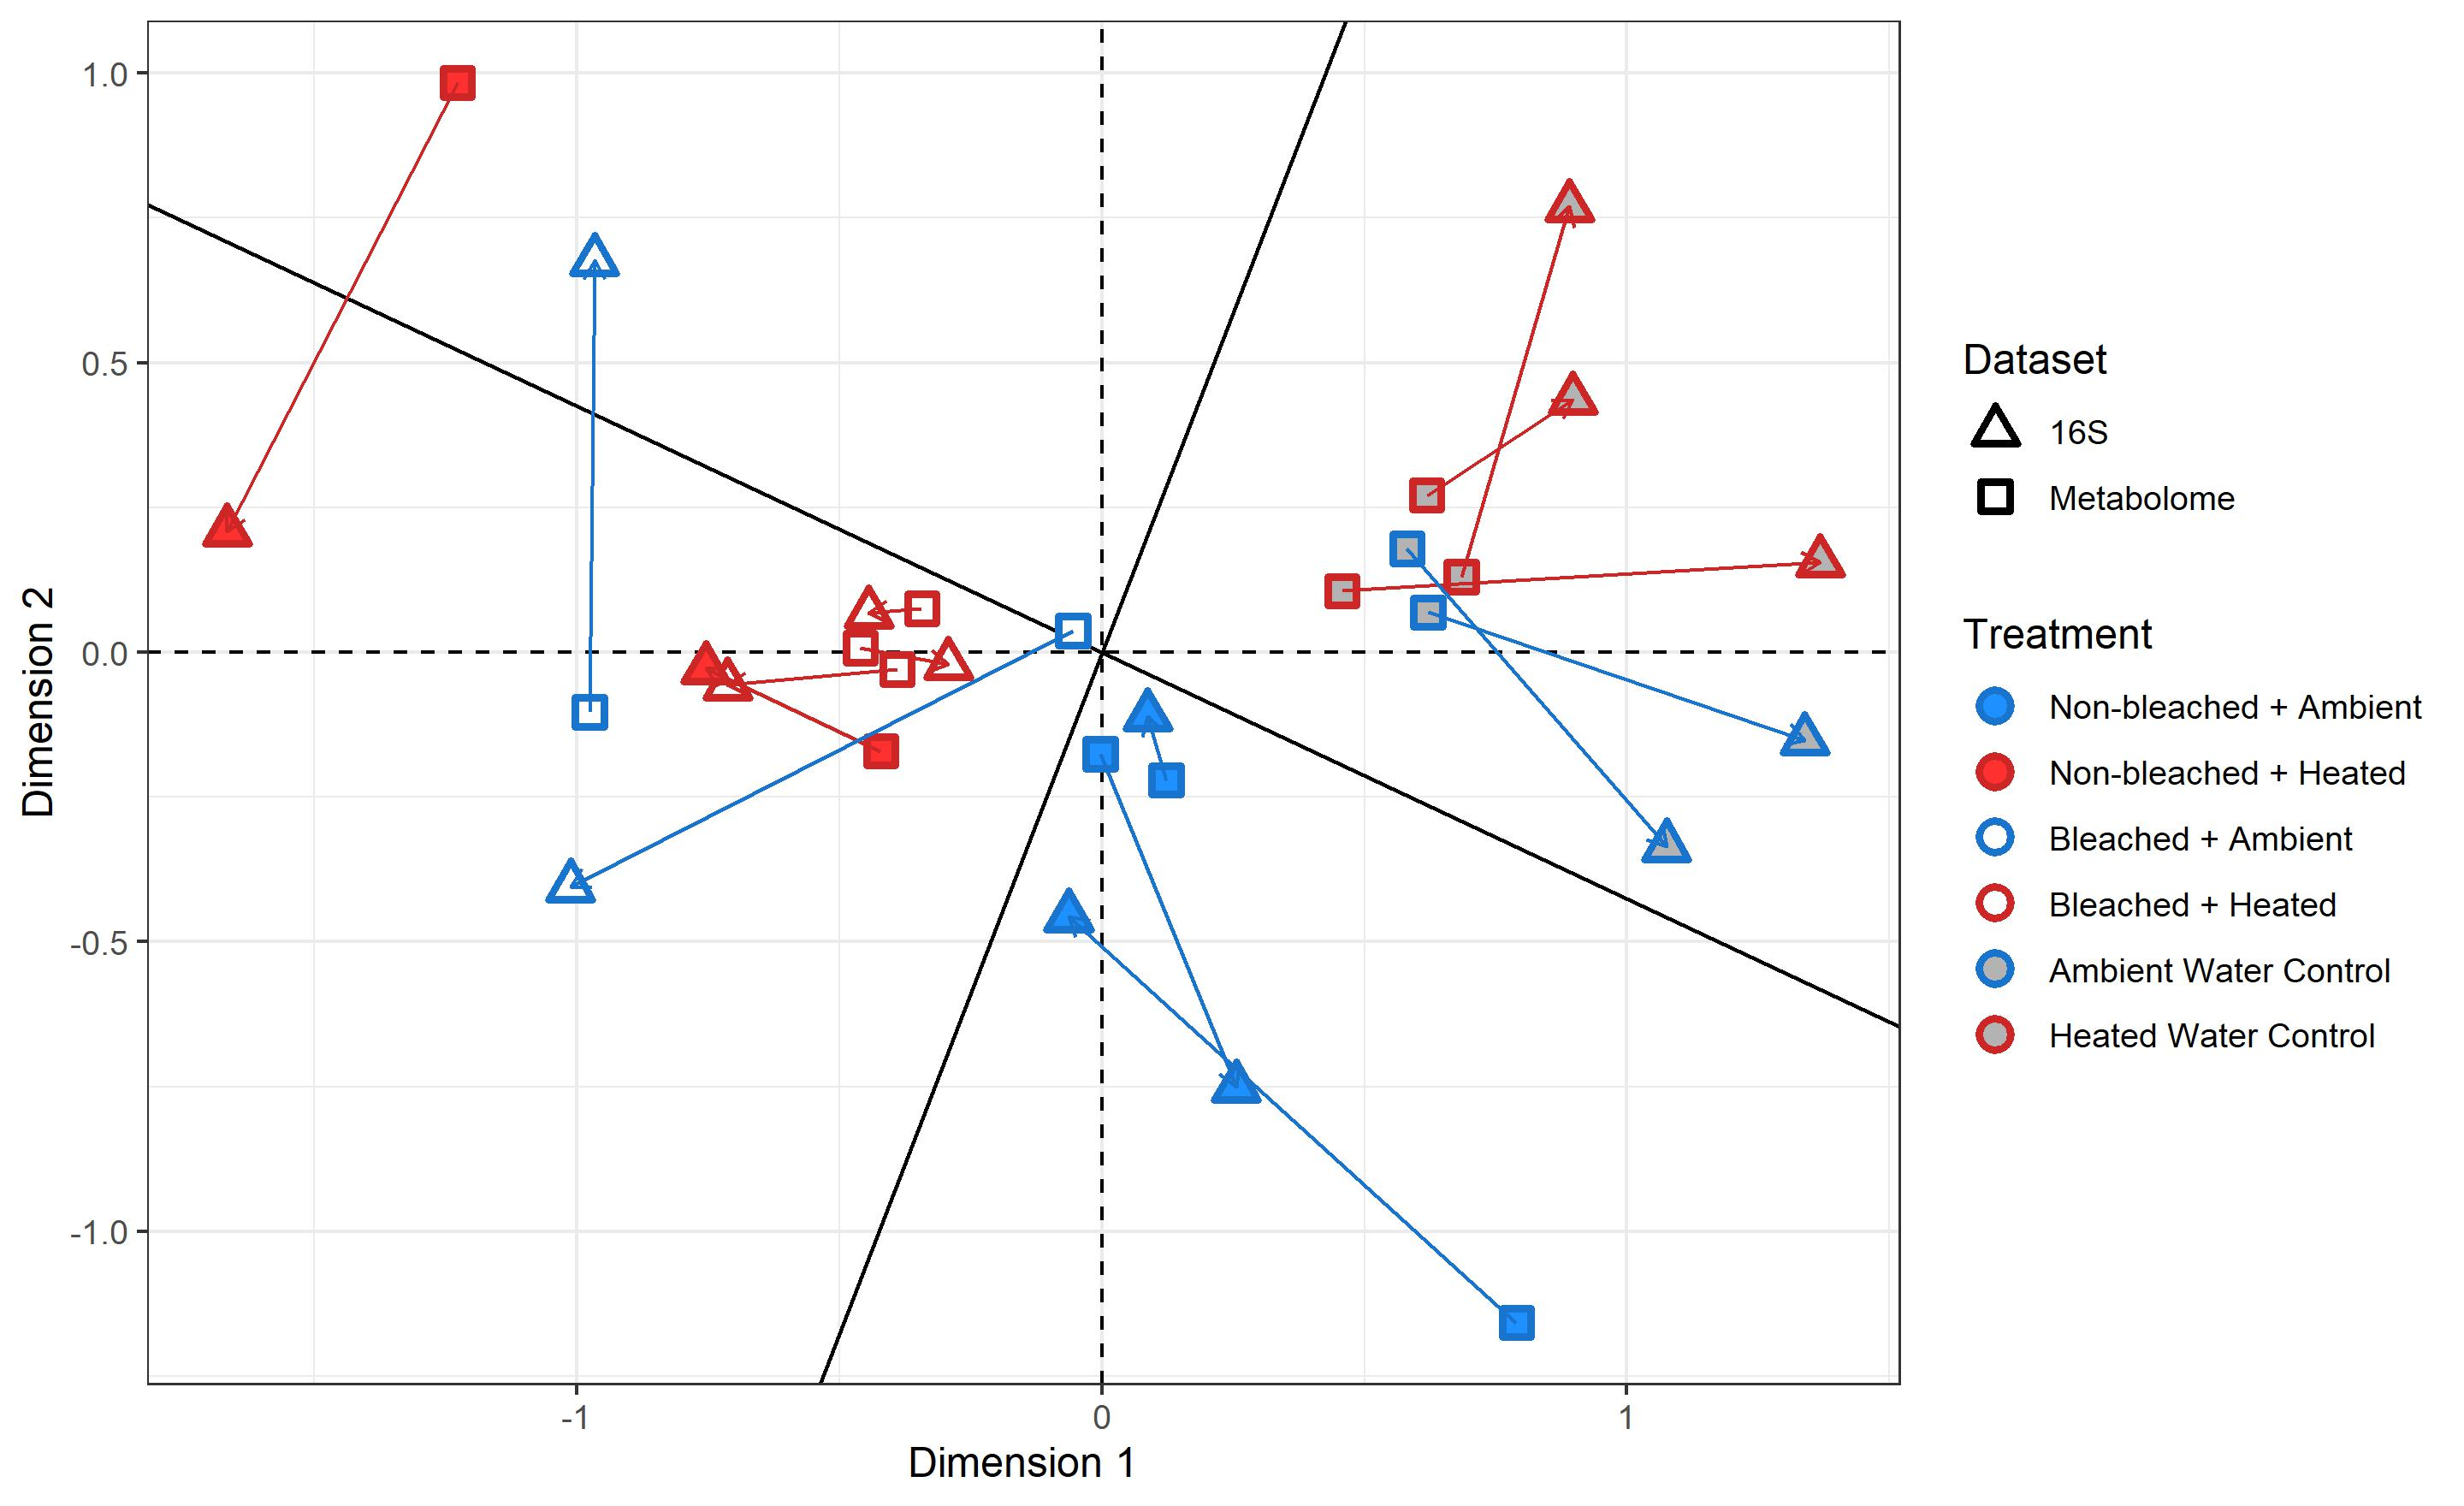 1.0
0.5
0.0
-0.5
-1.0
Dimension 2
-1
0
1
Dimension 1
Dataset
16S
Metabolome
Treatment
Non-bleached + Ambient
Non-bleached + Heated
Bleached + Ambient
Bleached + Heated
Ambient Water Control
Heated Water Control